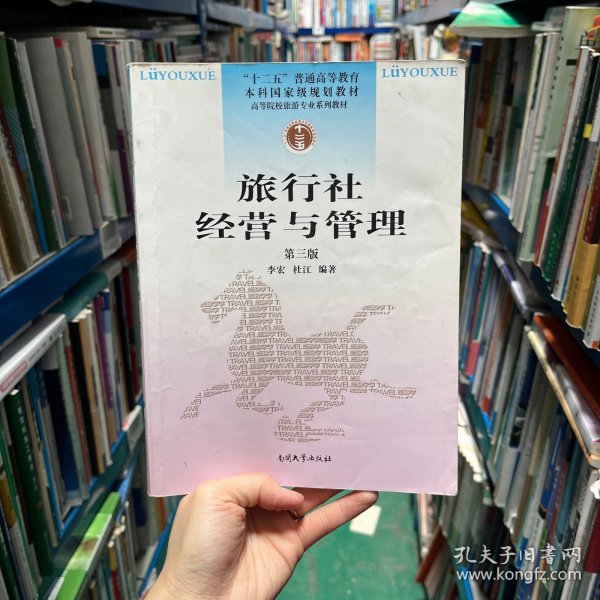 LÜYOUXUE
LÜYOUXUE
“十二五”普通高等教育
本科国家级规划教材
高等院校旅游专业系列教材
十二五
旅行社
经营与管理
第三版
李宏 杜江 编著
南开大学出版社
孔夫子旧书网
www.kongfz.com